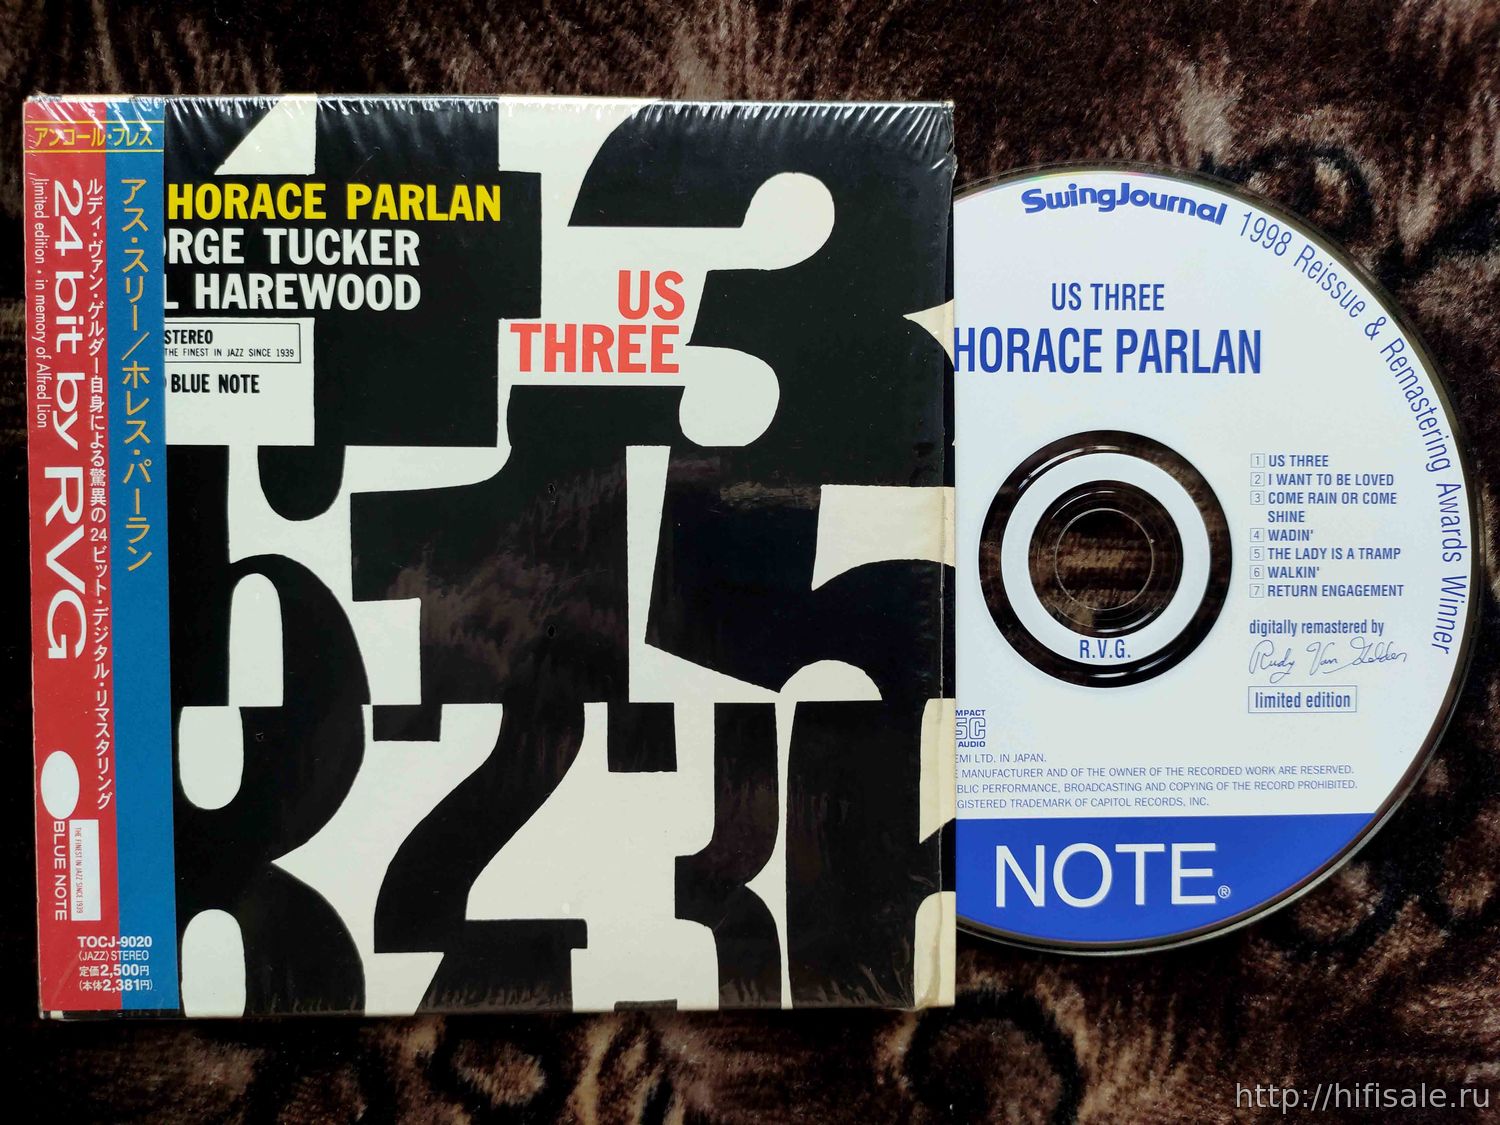 アンコール・プレス
アス・スリー/ホレス・パーラン
ルディ・ヴァン・ゲルダー自身による驚異の24ビット・デジタル・リマスタリング
24 bit by RVG
limited edition・in memory of Alfred Lion
THE FINEST IN JAZZ SINCE 1939
BLUE NOTE
TOCJ-9020
〈JAZZ〉STEREO
定価2,500円
(本体2,381円)
HORACE PARLAN
ORGE TUCKER
L HAREWOOD
US
THREE
STEREO
THE FINEST IN JAZZ SINCE 1939
BLUE NOTE
SwingJournal 1998 Reissue & Remastering Awards Winner
US THREE
HORACE PARLAN
1 US THREE
2 I WANT TO BE LOVED
3 COME RAIN OR COME
SHINE
4 WADIN'
5 THE LADY IS A TRAMP
6 WALKIN'
7 RETURN ENGAGEMENT
digitally remastered by
Rudy Van Gelder
limited edition
R.V.G.
MPACT
SC
AUDIO
EMI LTD. IN JAPAN.
E MANUFACTURER AND OF THE OWNER OF THE RECORDED WORK ARE RESERVED.
BLIC PERFORMANCE, BROADCASTING AND COPYING OF THE RECORD PROHIBITED.
GISTERED TRADEMARK OF CAPITOL RECORDS, INC.
NOTE®
http://hifisale.ru